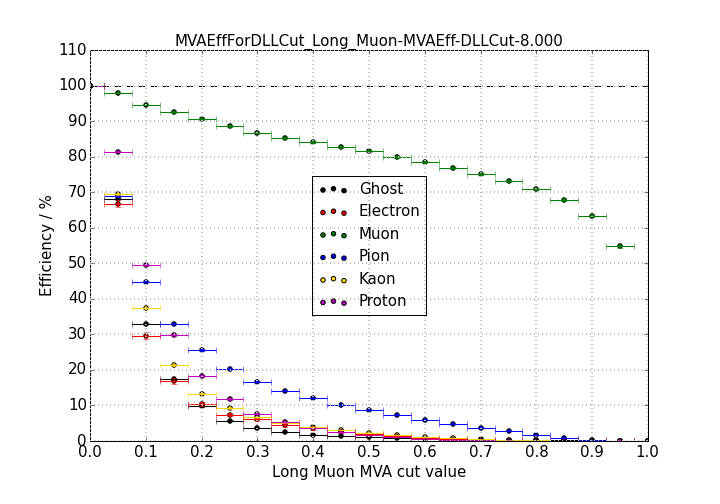 MVAEffForDLLCut_Long_Muon-MVAEff-DLLCut-8.000
110
100
90
80
70
60
50
40
30
20
10
0
Efficiency / %
Ghost
Electron
Muon
Pion
Kaon
Proton
0.0 0.1 0.2 0.3 0.4 0.5 0.6 0.7 0.8 0.9 1.0
Long Muon MVA cut value